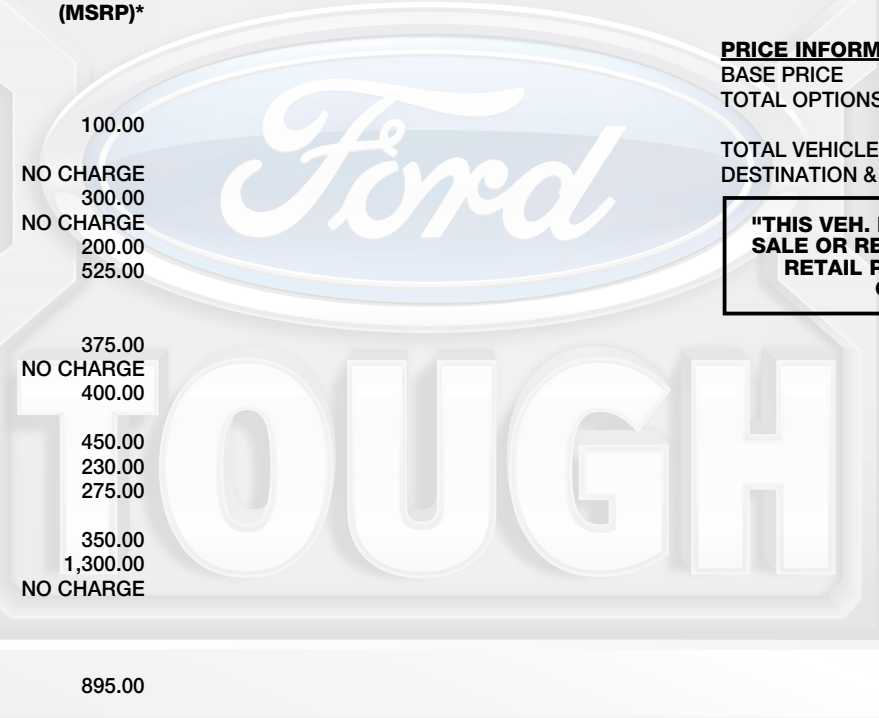 (MSRP)*
100.00
NO CHARGE
300.00
NO CHARGE
200.00
525.00
375.00
NO CHARGE
400.00
450.00
230.00
275.00
350.00
1,300.00
NO CHARGE
895.00
PRICE INFORM
BASE PRICE
TOTAL OPTIONS
TOTAL VEHICLE
DESTINATION &
"THIS VEH.
SALE OR RE
RETAIL P
Ford
TOUGH